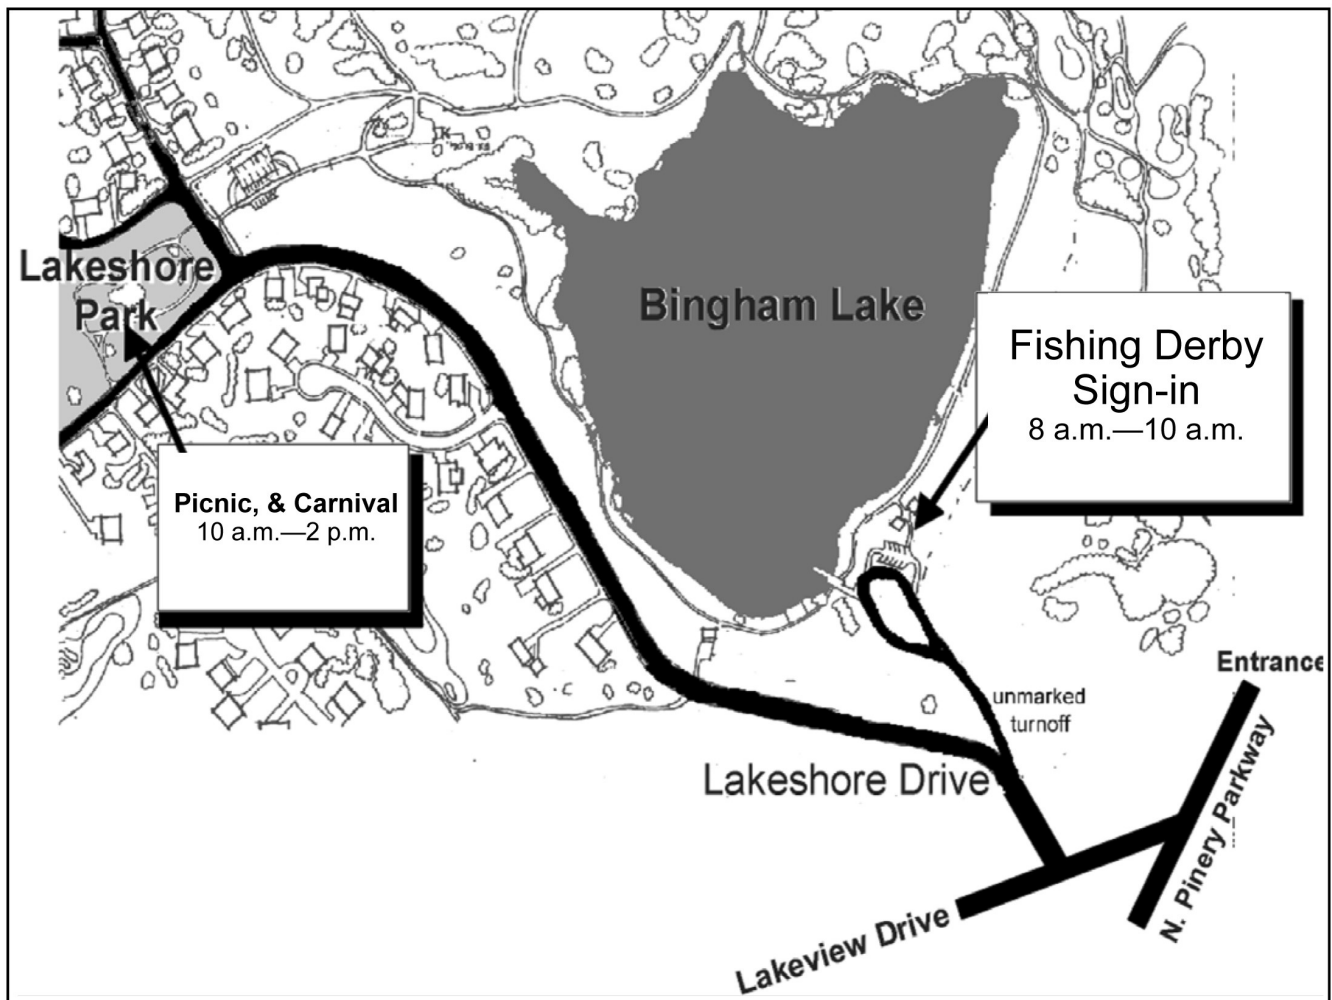 Lakeshore
Park
Bingham Lake
Fishing Derby
Sign-in
8 a.m.—10 a.m.
Picnic, & Carnival
10 a.m.—2 p.m.
Entrance
unmarked
turnoff
Lakeshore Drive
N. Pinery Parkway
Lakeview Drive